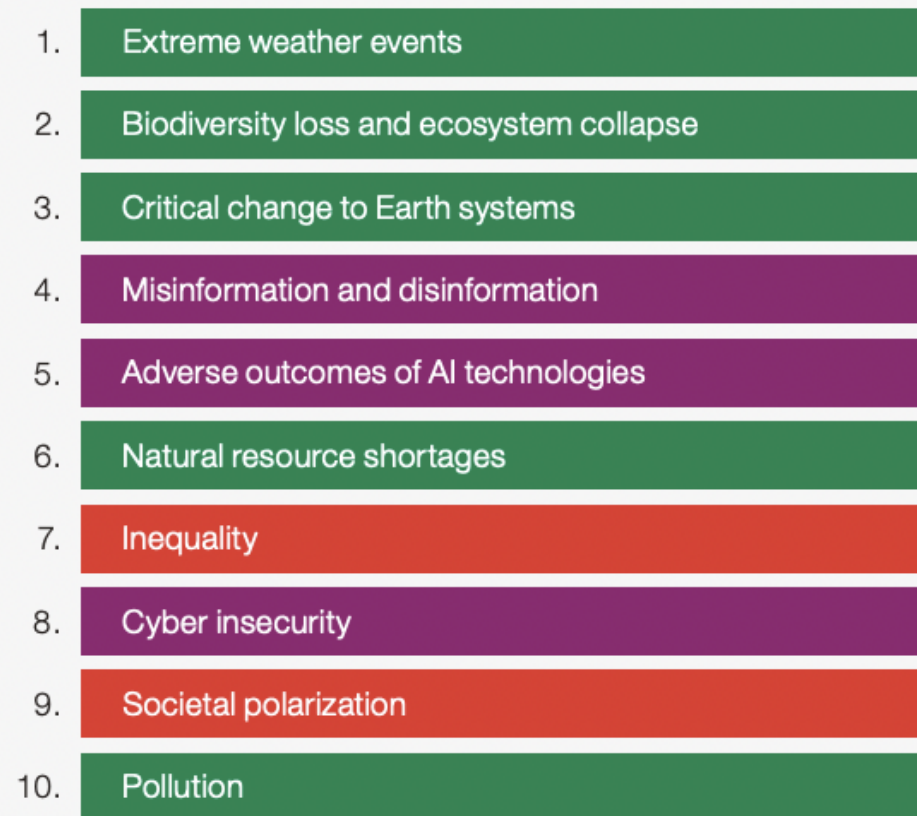 1. Extreme weather events
2. Biodiversity loss and ecosystem collapse
3. Critical change to Earth systems
4. Misinformation and disinformation
5. Adverse outcomes of AI technologies
6. Natural resource shortages
7. Inequality
8. Cyber insecurity
9. Societal polarization
10. Pollution